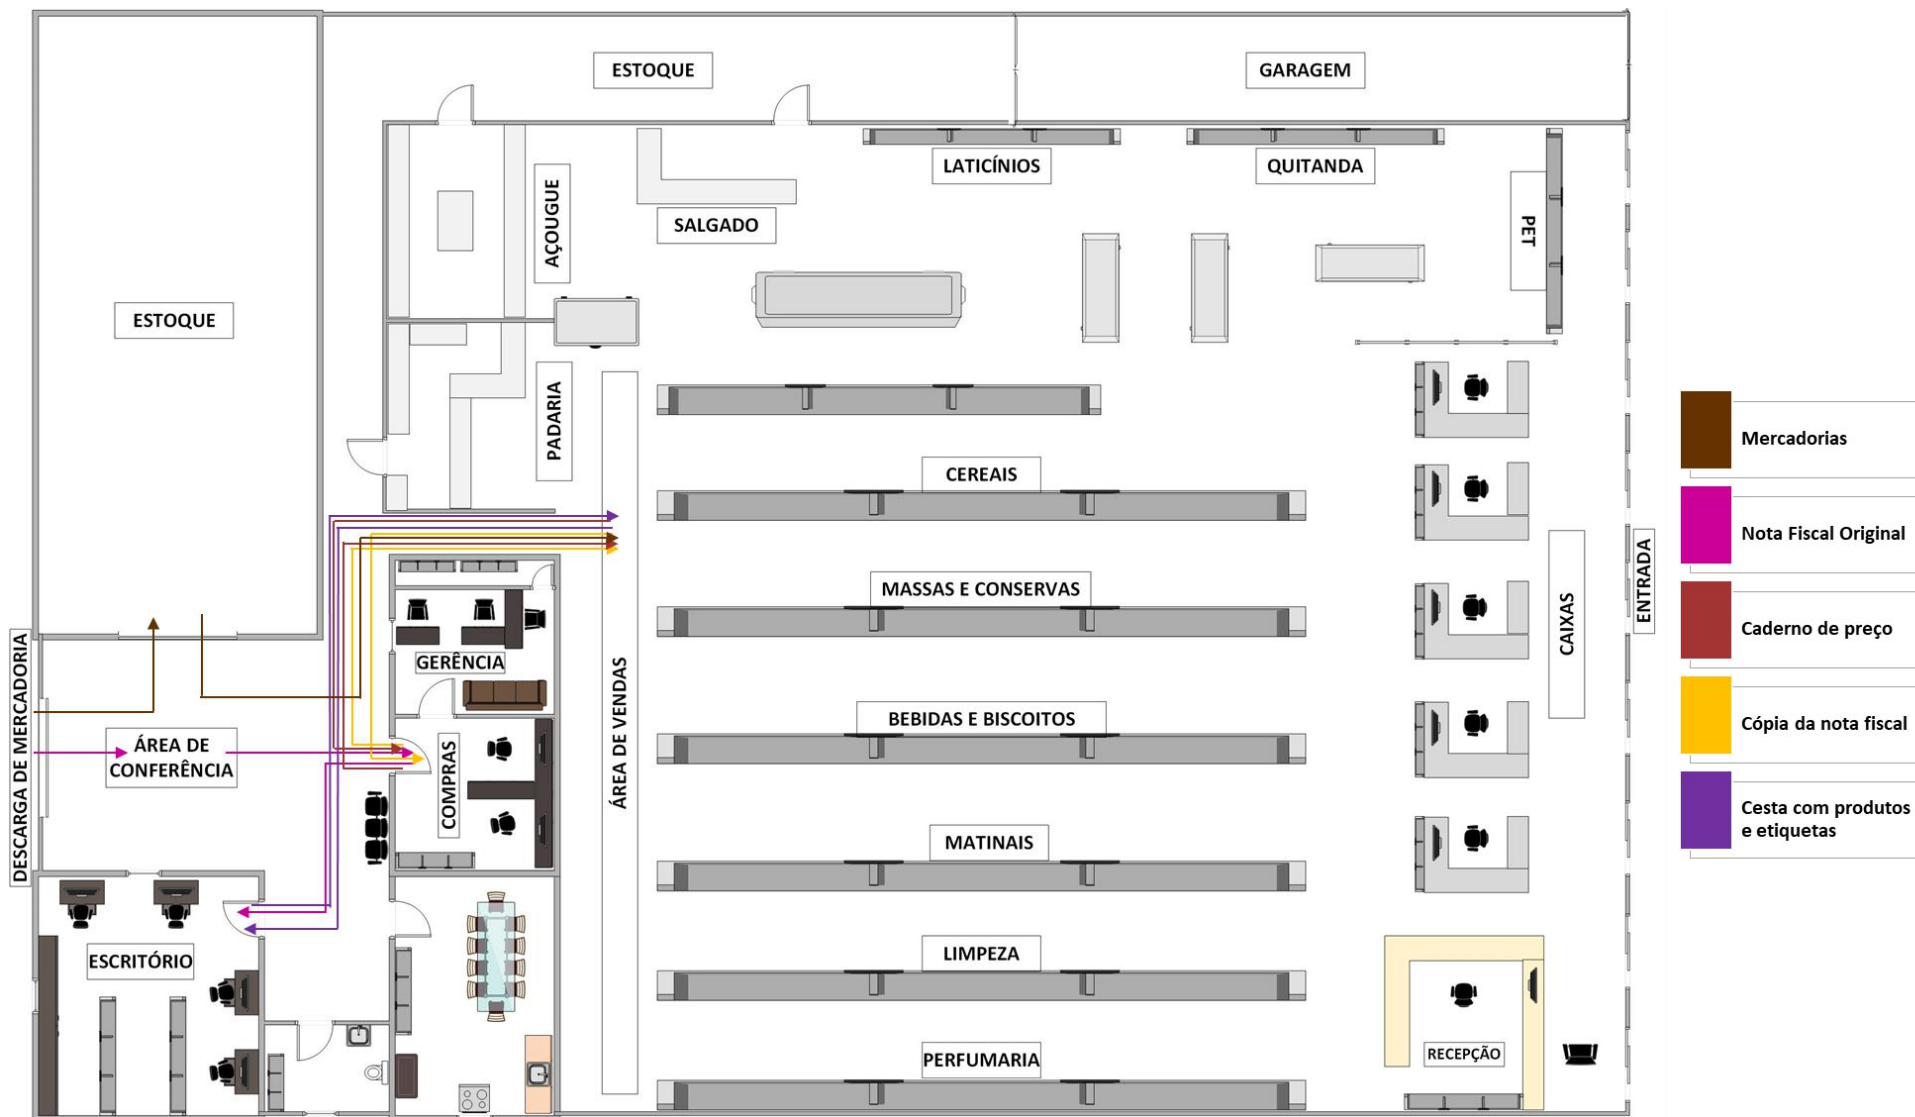 ESTOQUE
GARAGEM
LATICÍNIOS
QUITANDA
AÇOUGUE
SALGADO
PET
ESTOQUE
PADARIA
CEREAIS
Mercadorias
Nota Fiscal Original
ENTRADA
MASSAS E CONSERVAS
CAIXAS
Caderno de preço
GERÊNCIA
DESCARGA DE MERCADORIA
ÁREA DE VENDAS
BEBIDAS E BISCOITOS
Cópia da nota fiscal
ÁREA DE
CONFERÊNCIA
COMPRAS
Cesta com produtos
e etiquetas
MATINAIS
ESCRITÓRIO
LIMPEZA
PERFUMARIA
RECEPÇÃO